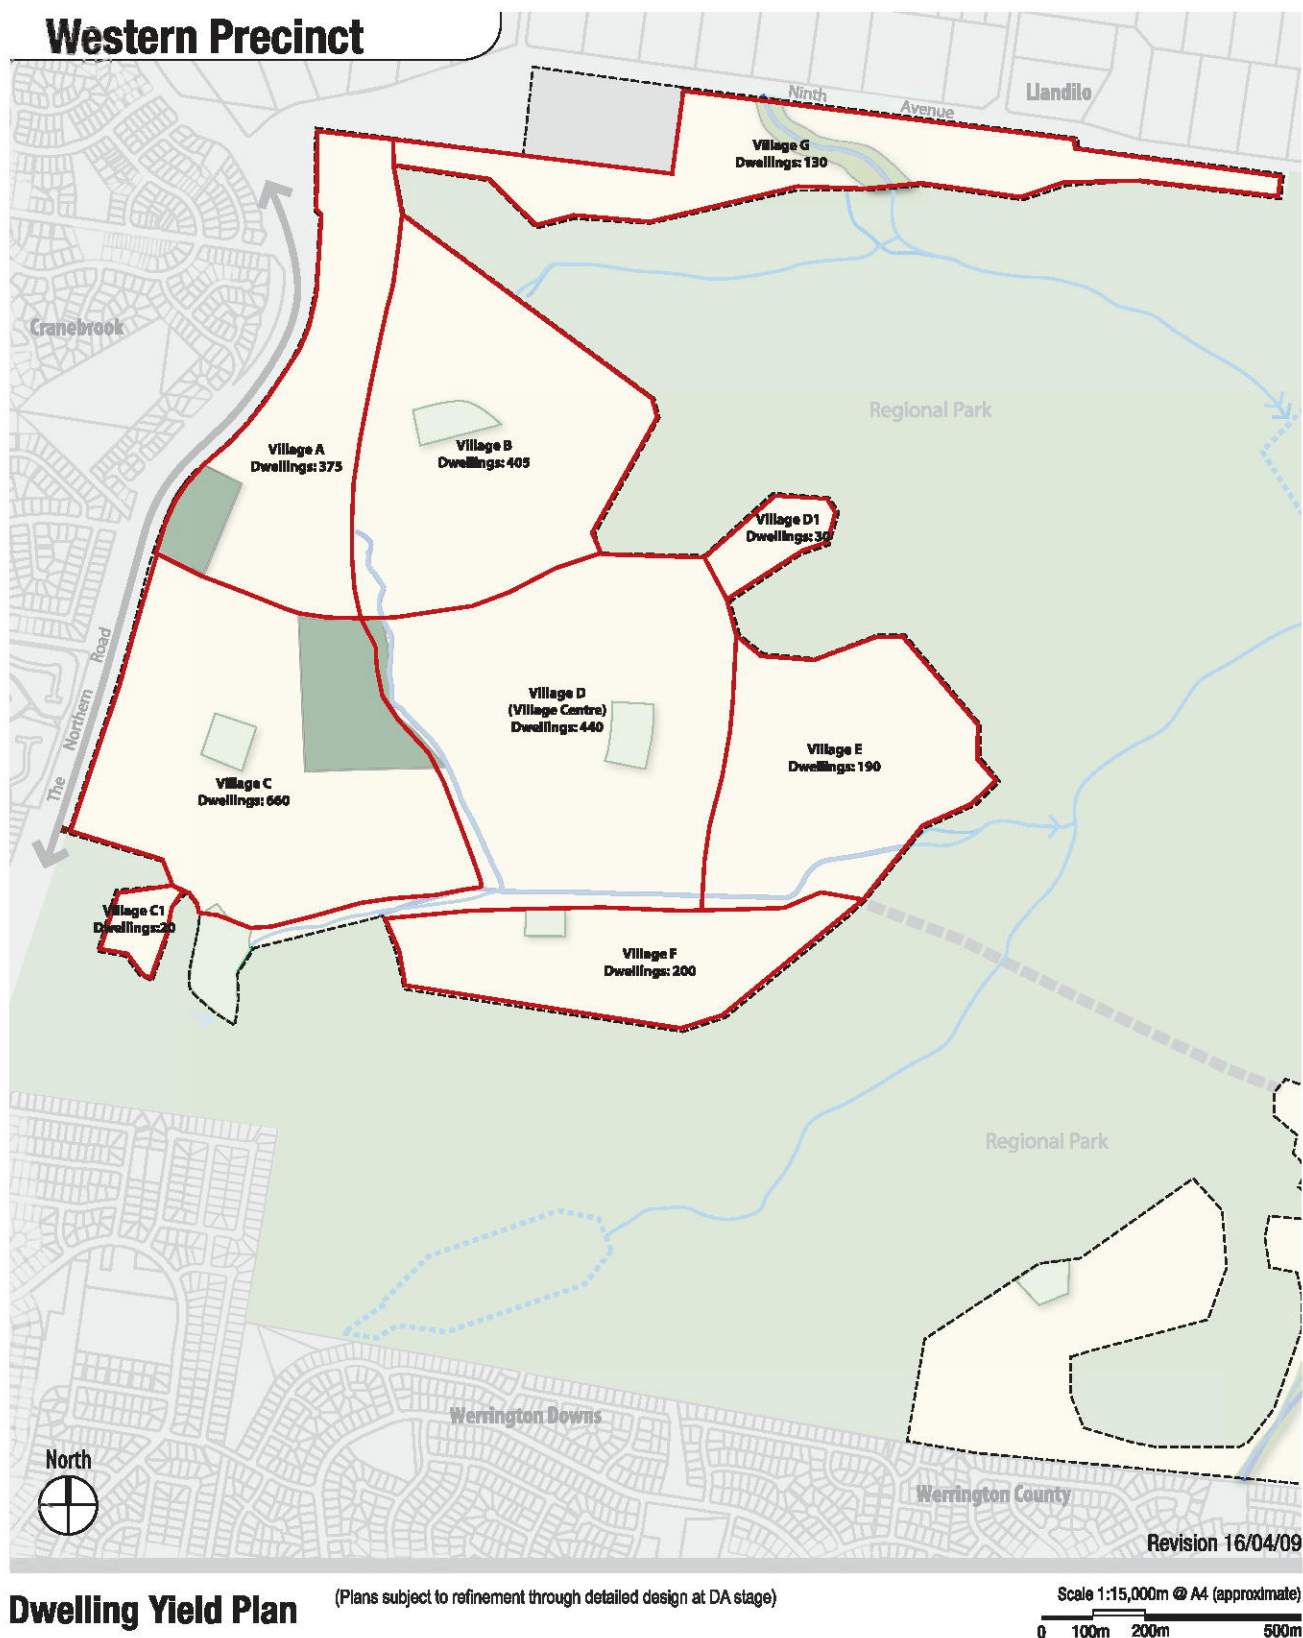 Western Precinct
Llandilo
Ninth
Avenue
Village G
Dwellings: 130
Cranebrook
Regional Park
Village A
Dwellings: 375
Village B
Dwellings: 405
Village D1
Dwellings: 30
The Northern Road
Village D
(Village Centre)
Dwellings: 440
Village E
Dwellings: 190
Village C
Dwellings: 660
Village C1
Dwellings:20
Village F
Dwellings: 200
Regional Park
Werrington Downs
North
Werrington County
Revision 16/04/09
Dwelling Yield Plan
(Plans subject to refinement through detailed design at DA stage)
Scale 1:15,000m @ A4 (approximate)
0 100m 200m 500m